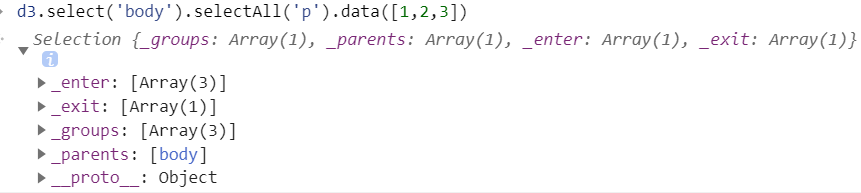 d3.select('body').selectAll('p').data([1,2,3])
Selection {_groups: Array(1), _parents: Array(1), _enter: Array(1), _exit: Array(1)}
i
_enter: [Array(3)]
_exit: [Array(1)]
_groups: [Array(3)]
_parents: [body]
__proto__: Object